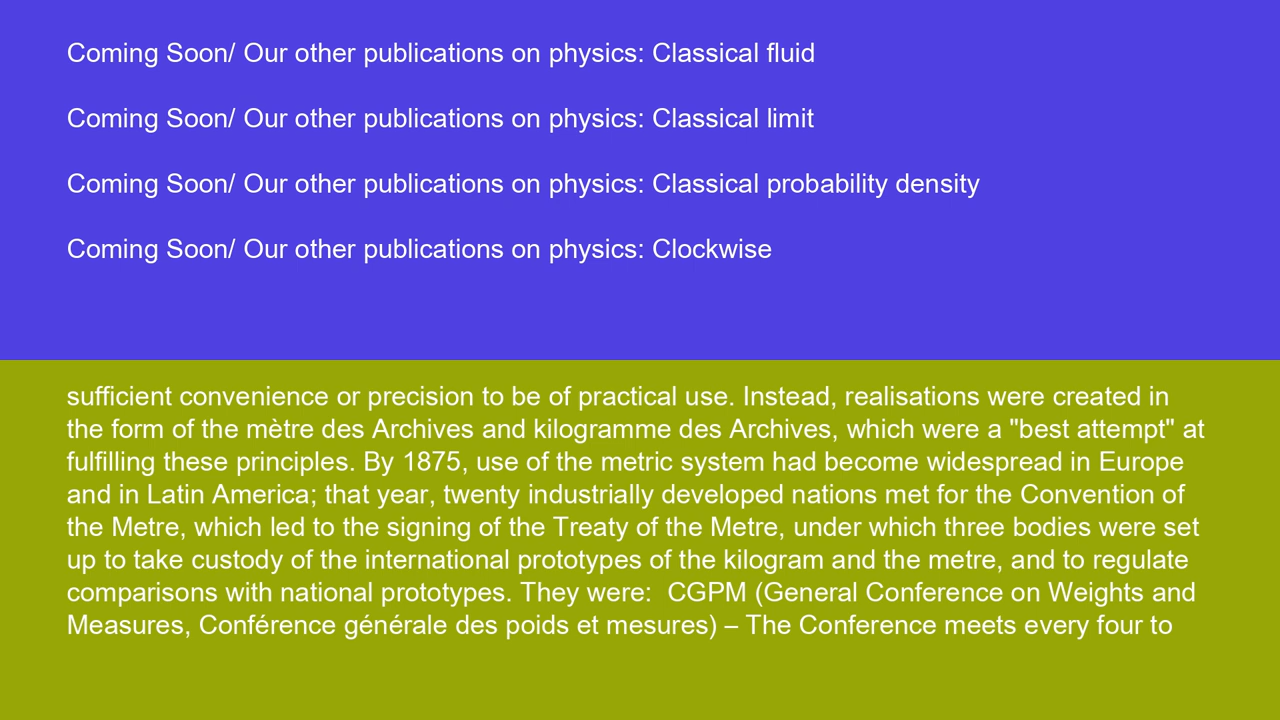 Coming Soon/ Our other publications on physics: Classical fluid
Coming Soon/ Our other publications on physics: Classical limit
Coming Soon/ Our other publications on physics: Classical probability density
Coming Soon/ Our other publications on physics: Clockwise
sufficient convenience or precision to be of practical use. Instead, realisations were created in
the form of the mètre des Archives and kilogramme des Archives, which were a "best attempt" at
fulfilling these principles. By 1875, use of the metric system had become widespread in Europe
and in Latin America; that year, twenty industrially developed nations met for the Convention of
the Metre, which led to the signing of the Treaty of the Metre, under which three bodies were set
up to take custody of the international prototypes of the kilogram and the metre, and to regulate
comparisons with national prototypes. They were:  CGPM (General Conference on Weights and
Measures, Conférence générale des poids et mesures) – The Conference meets every four to